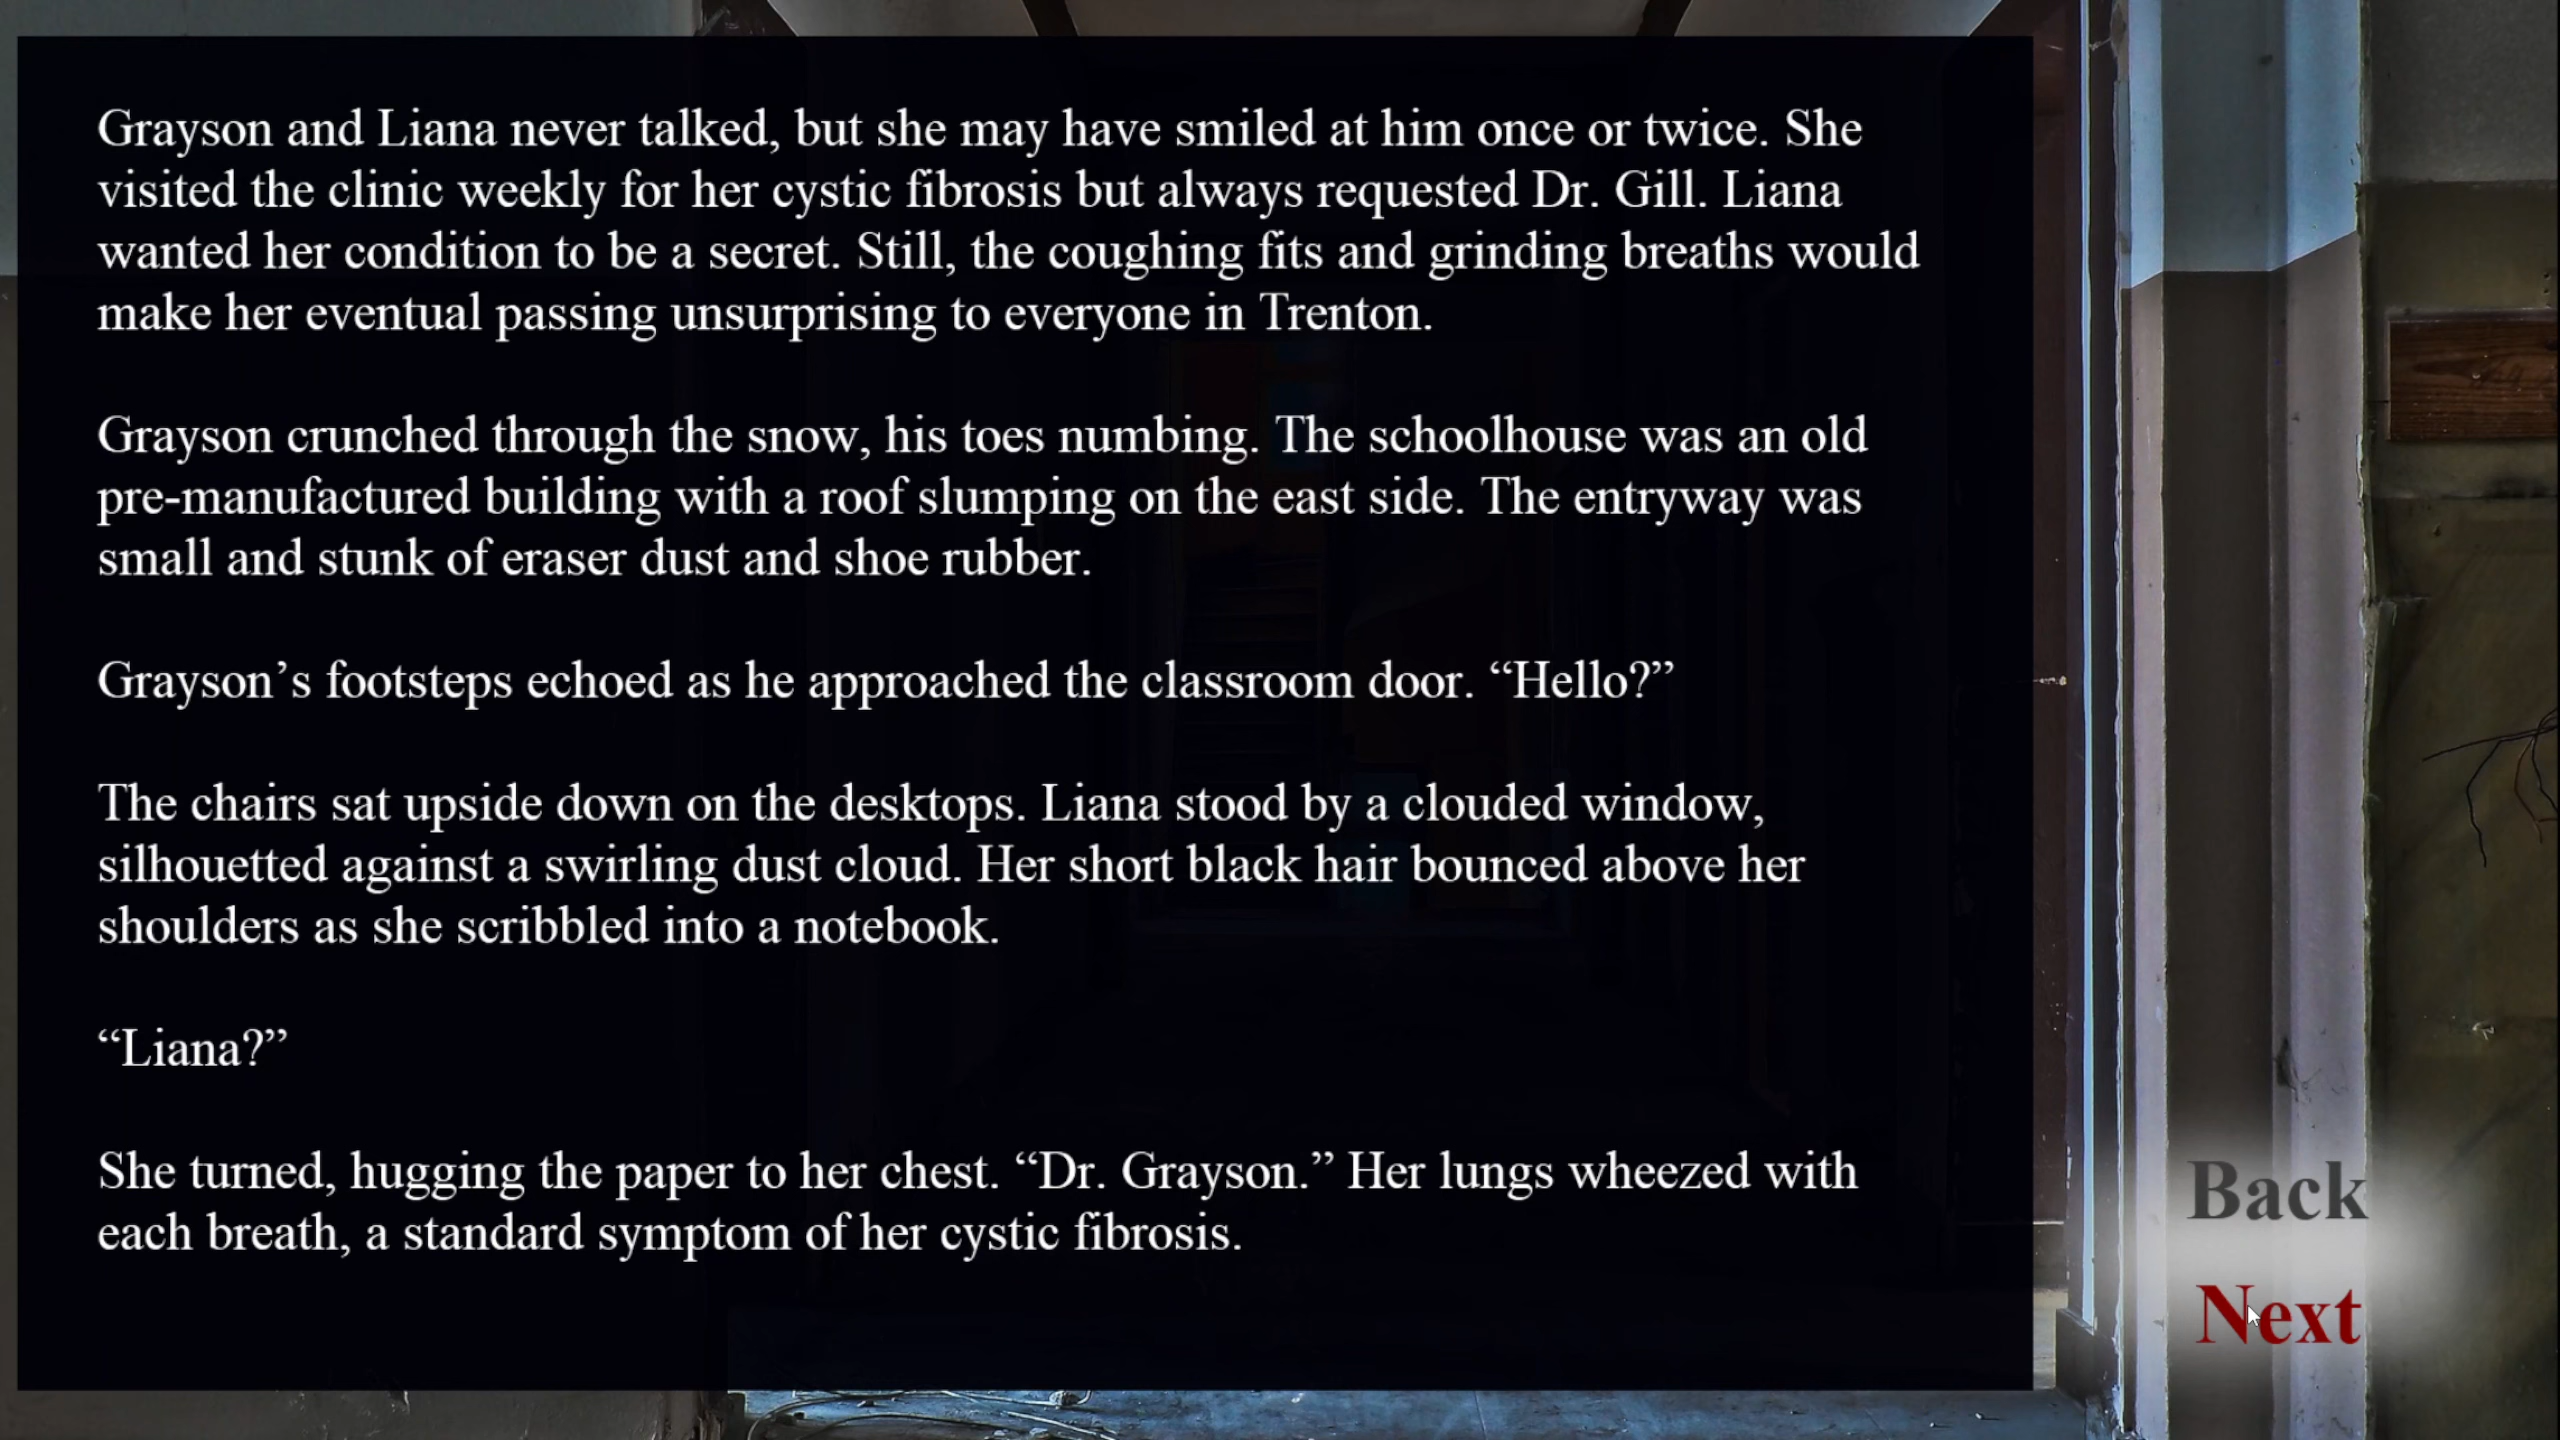 Grayson and Liana never talked, but she may have smiled at him once or twice. She
visited the clinic weekly for her cystic fibrosis but always requested Dr. Gill. Liana
wanted her condition to be a secret. Still, the coughing fits and grinding breaths would
make her eventual passing unsurprising to everyone in Trenton.
Grayson crunched through the snow, his toes numbing. The schoolhouse was an old
pre-manufactured building with a roof slumping on the east side. The entryway was
small and stunk of eraser dust and shoe rubber.
Grayson’s footsteps echoed as he approached the classroom door. “Hello?”
The chairs sat upside down on the desktops. Liana stood by a clouded window,
silhouetted against a swirling dust cloud. Her short black hair bounced above her
shoulders as she scribbled into a notebook.
“Liana?”
She turned, hugging the paper to her chest. “Dr. Grayson.” Her lungs wheezed with
each breath, a standard symptom of her cystic fibrosis.
Back
Next